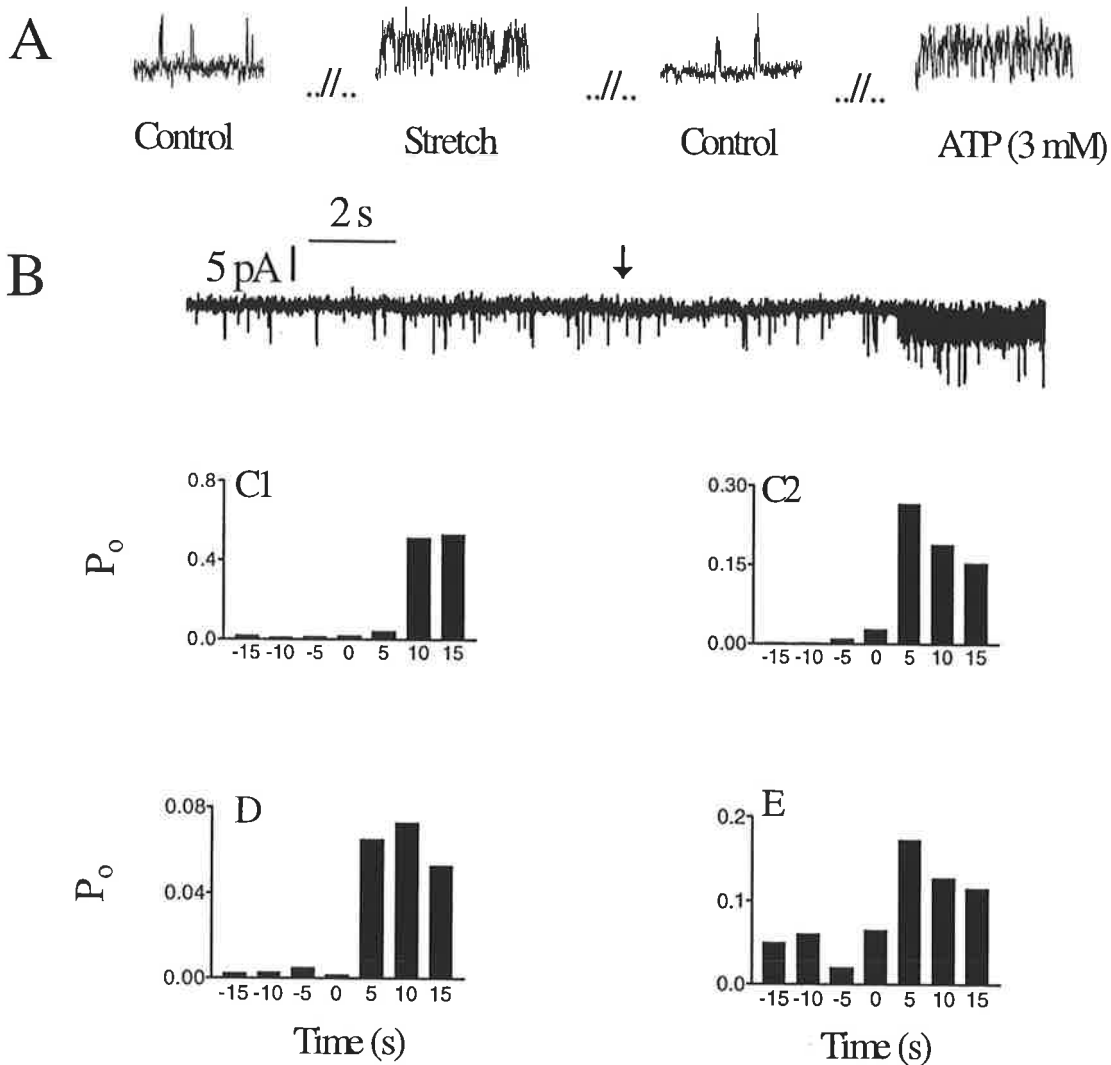 A
..//.. ..//.. ..//..
Control Stretch Control ATP (3 mM)
2 s
B 5 pA
C1 C2
0.8 0.30
P₀ 0.4 0.15
0.0 0.00
-15 -10 -5 0 5 10 15 -15 -10 -5 0 5 10 15
D E
0.08 0.2
P₀ 0.04 0.1
0.00 0.0
-15 -10 -5 0 5 10 15 -15 -10 -5 0 5 10 15
Time (s) Time (s)